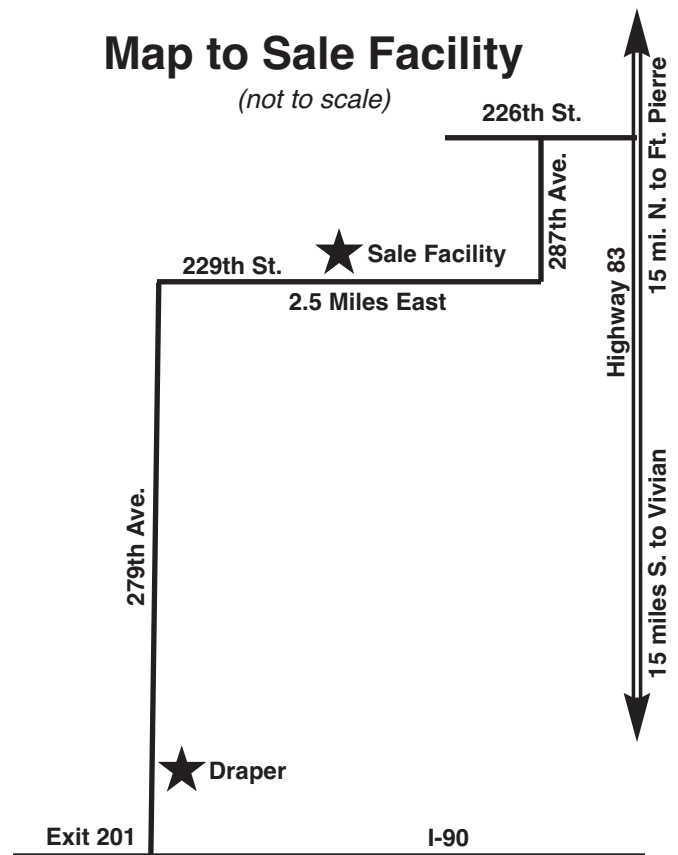 Map to Sale Facility
(not to scale)
226th St.
15 mi. N. to Ft. Pierre
287th Ave.
Sale Facility
229th St.
2.5 Miles East
Highway 83
279th Ave.
15 miles S. to Vivian
Draper
Exit 201
I-90